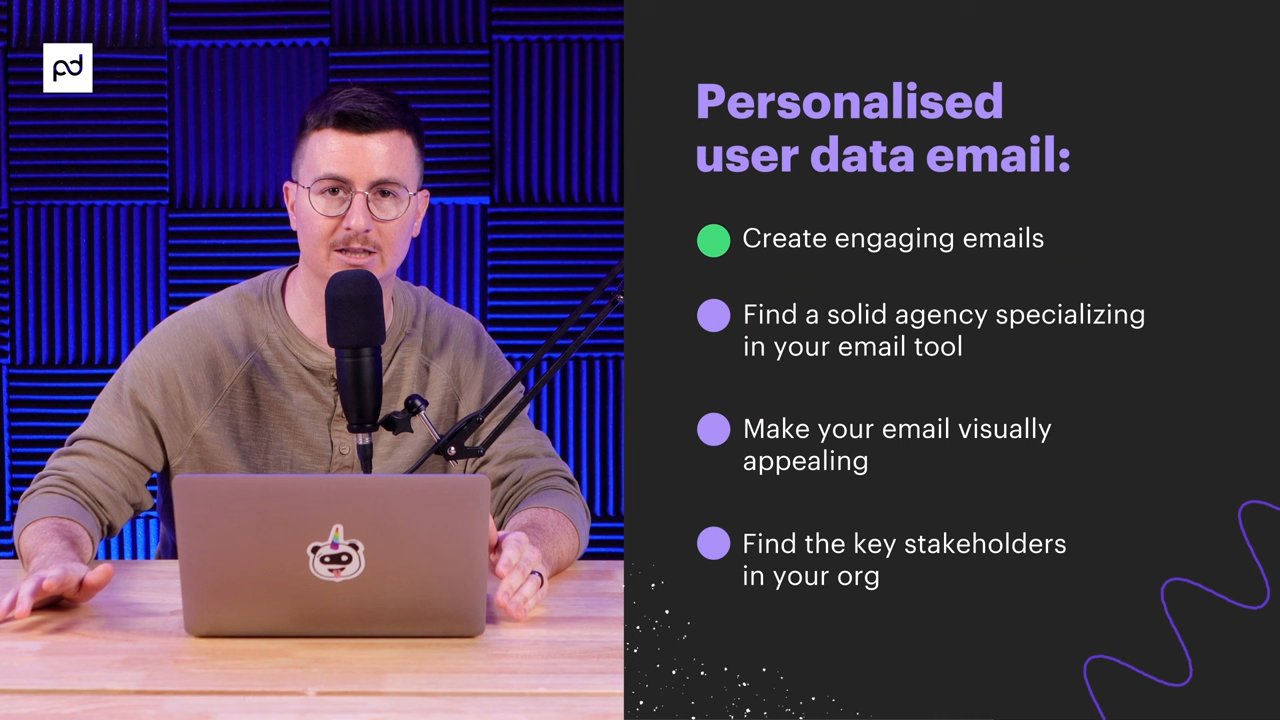 pd
Personalised
user data email:
Create engaging emails
Find a solid agency specializing
in your email tool
Make your email visually
appealing
Find the key stakeholders
in your org